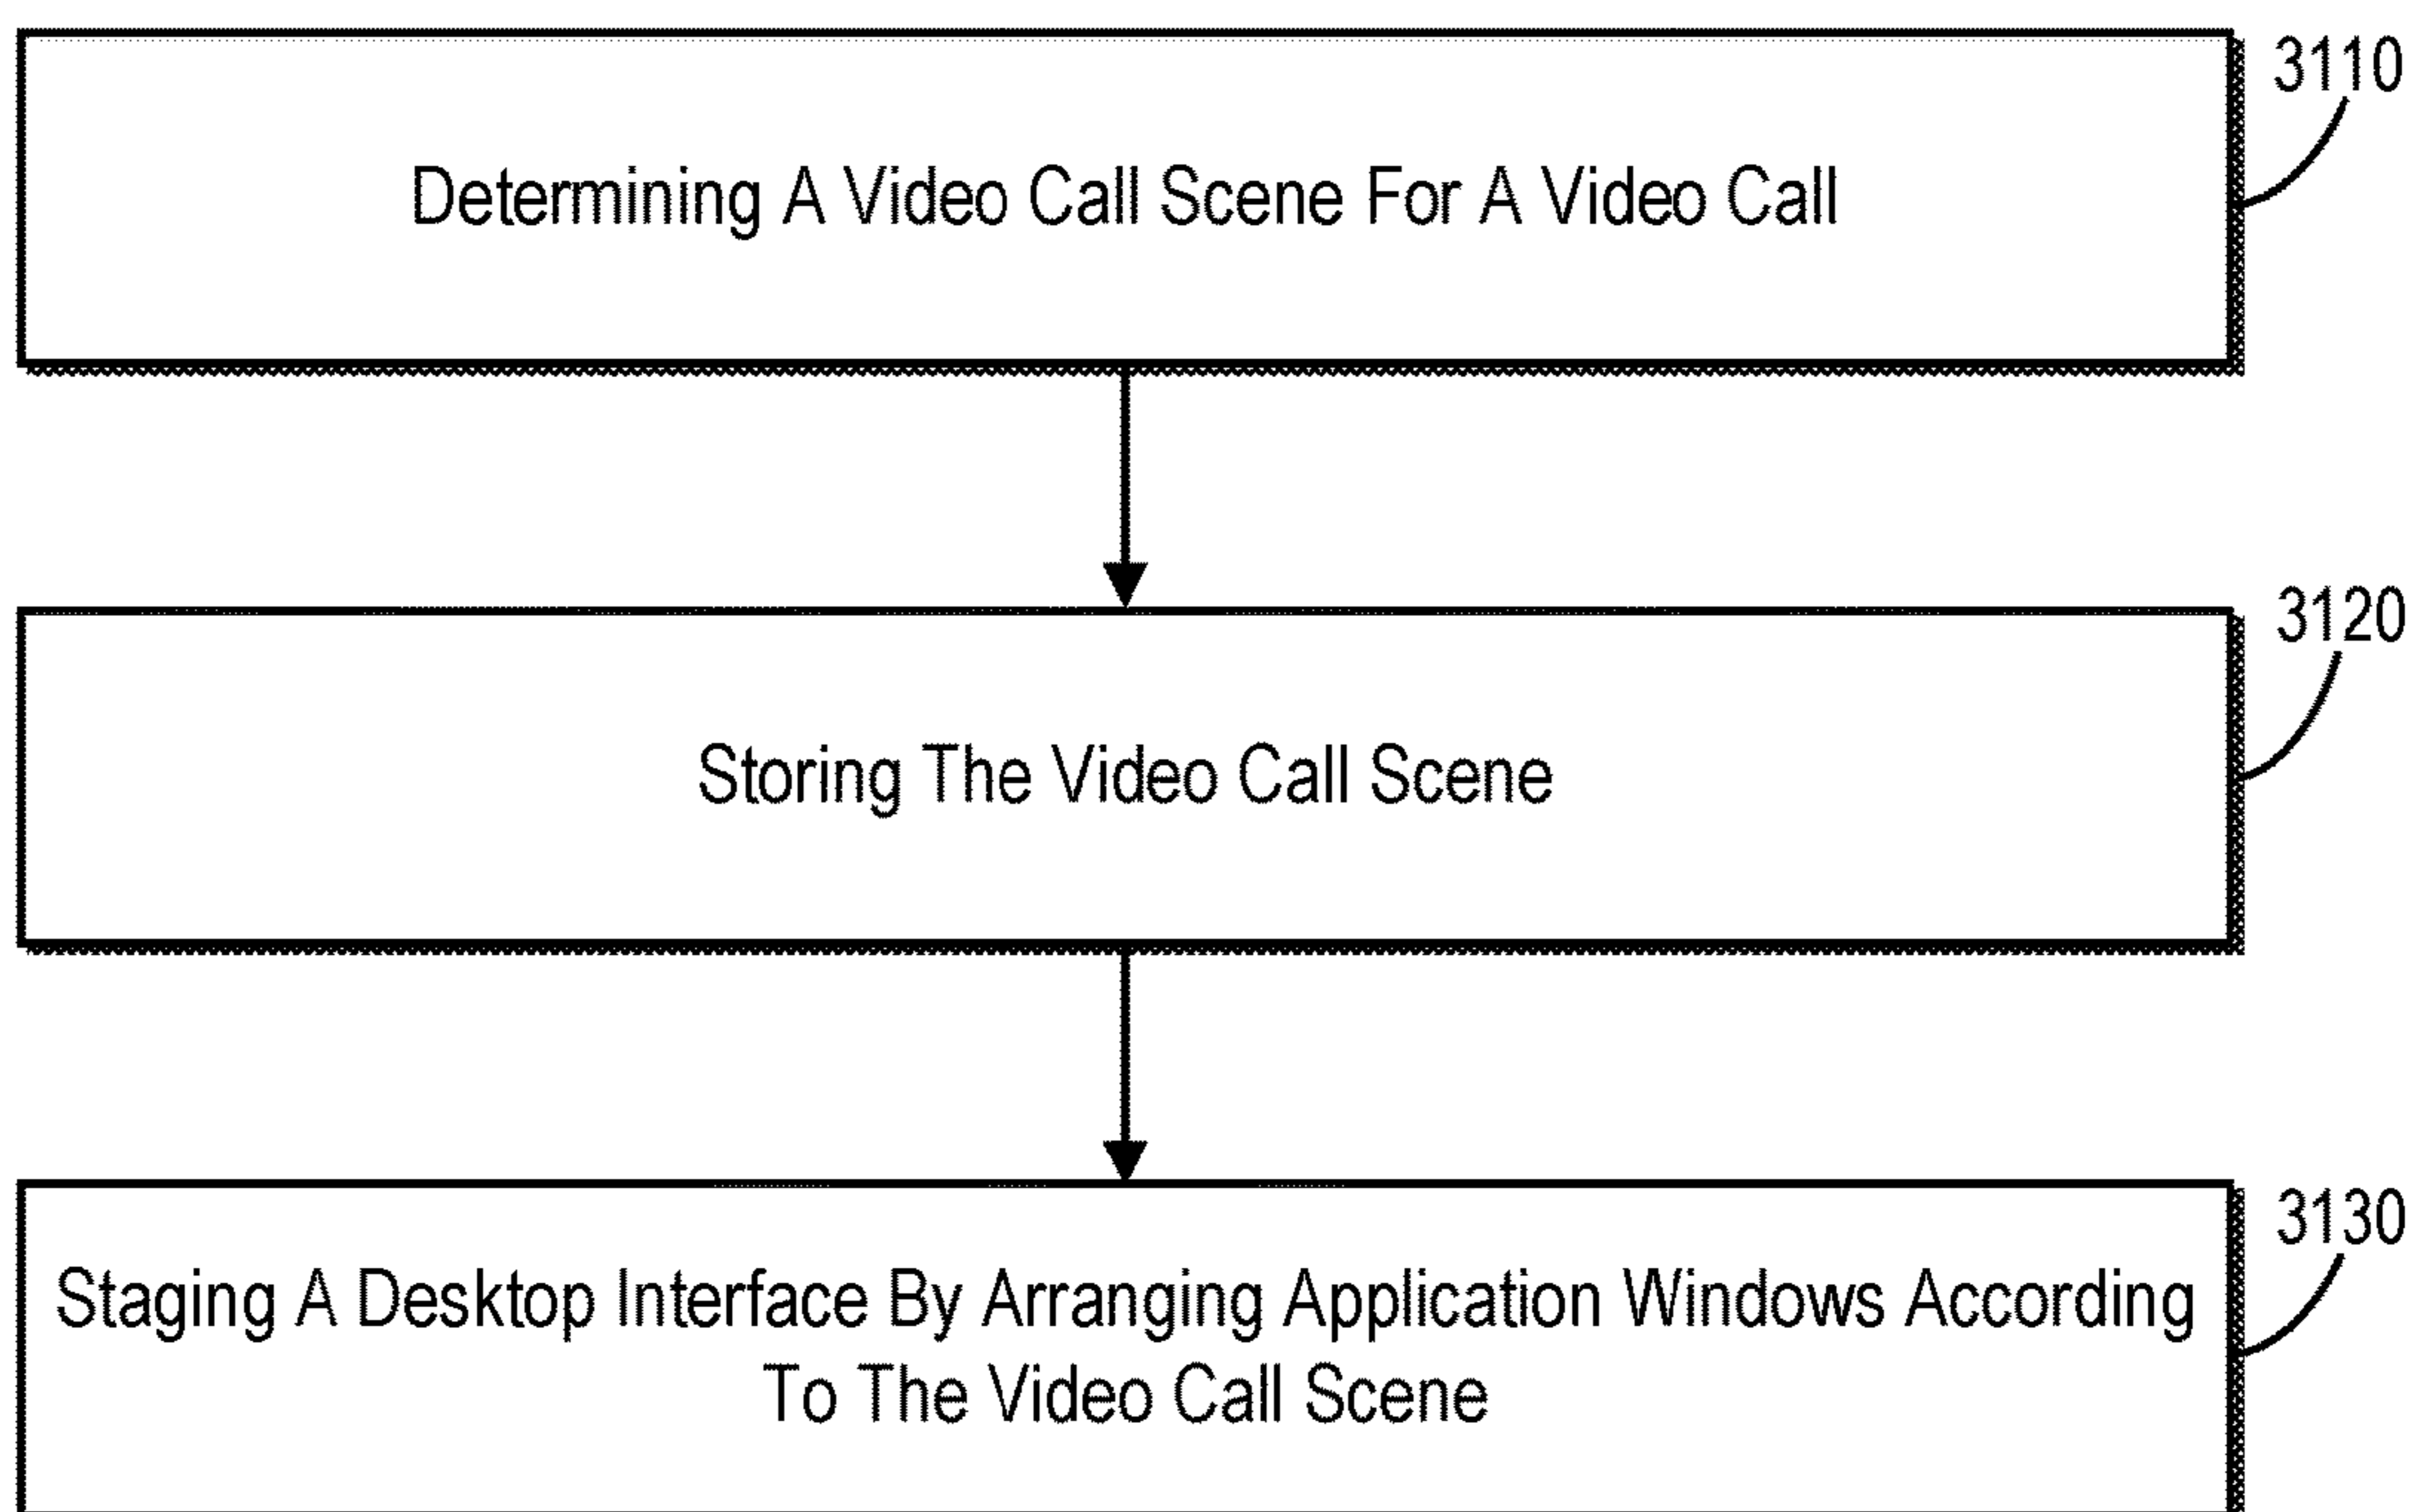 3110
Determining A Video Call Scene For A Video Call
3120
Storing The Video Call Scene
3130
Staging A Desktop Interface By Arranging Application Windows According
To The Video Call Scene